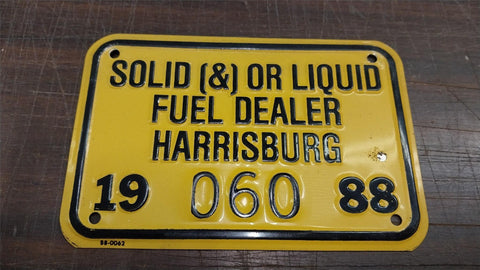 SOLID (&) OR LIQUID
FUEL DEALER
HARRISBURG
19 060 88
88-0062